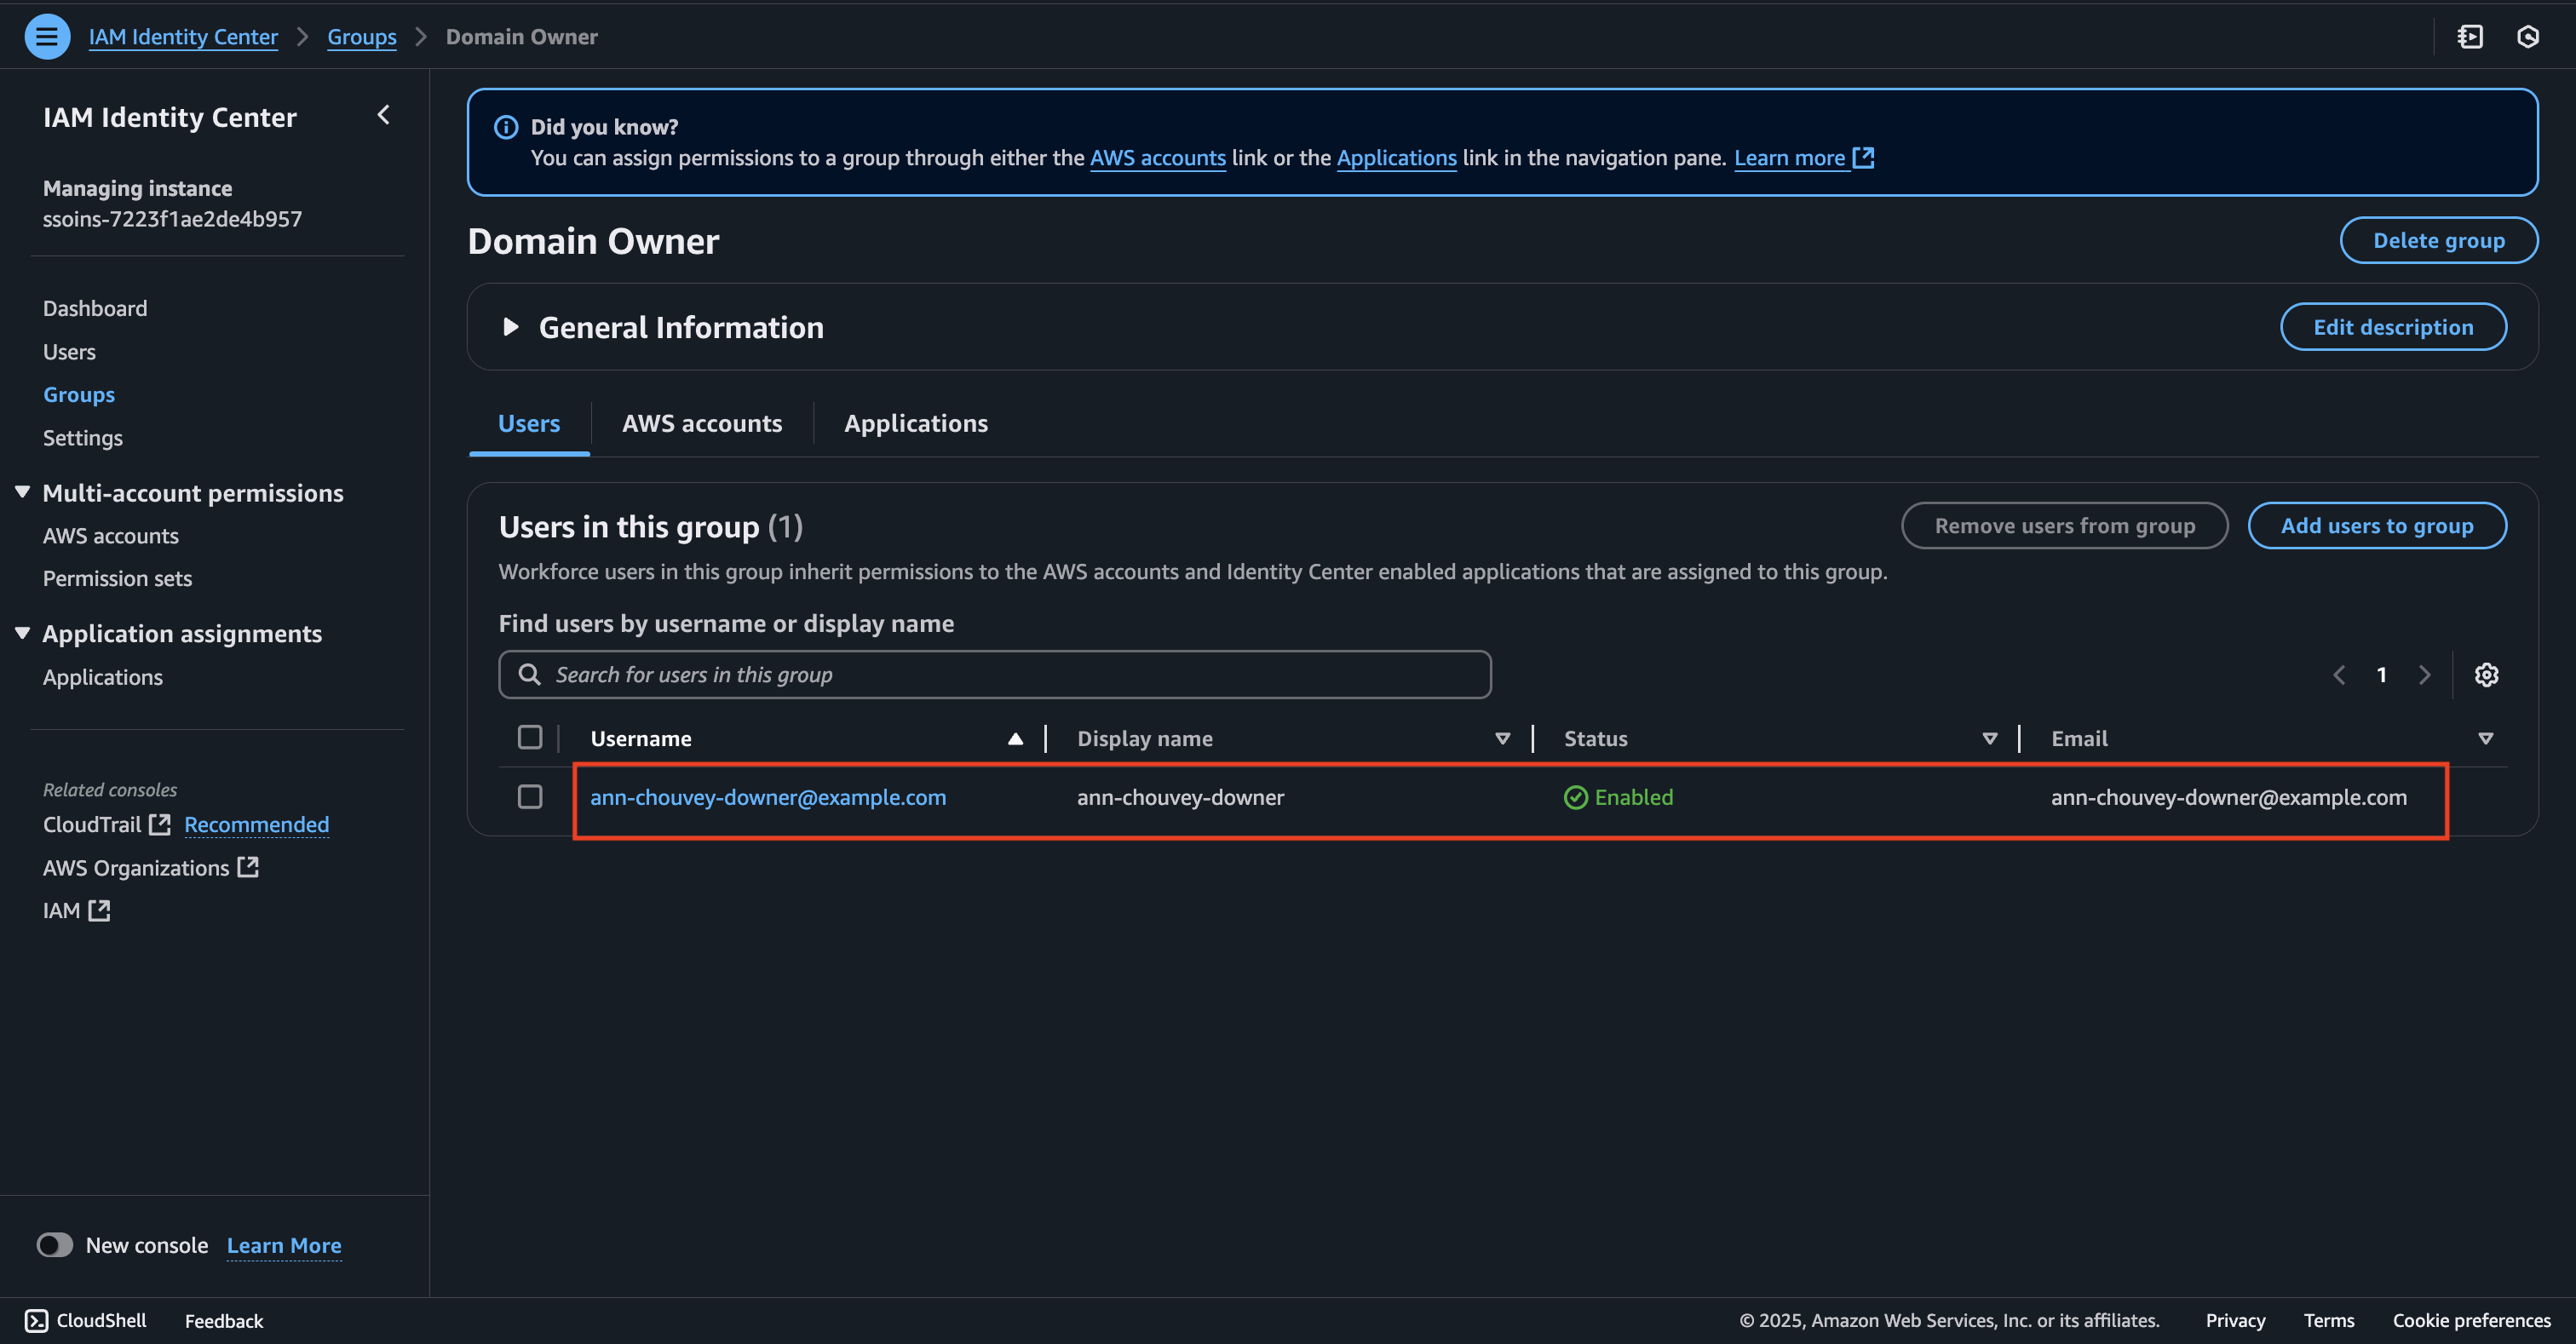 IAM Identity Center > Groups > Domain Owner
IAM Identity Center
Managing instance
ssoins-7223f1ae2de4b957
Dashboard
Users
Groups
Settings
Multi-account permissions
AWS accounts
Permission sets
Application assignments
Applications
Related consoles
CloudTrail Recommended
AWS Organizations
IAM
New console Learn More
Did you know?
You can assign permissions to a group through either the AWS accounts link or the Applications link in the navigation pane. Learn more
Domain Owner
Delete group
General Information
Edit description
Users AWS accounts Applications
Users in this group (1)
Remove users from group Add users to group
Workforce users in this group inherit permissions to the AWS accounts and Identity Center enabled applications that are assigned to this group.
Find users by username or display name
Search for users in this group
1
Username Display name Status Email
ann-chouvey-downer@example.com ann-chouvey-downer Enabled ann-chouvey-downer@example.com
CloudShell Feedback © 2025, Amazon Web Services, Inc. or its affiliates. Privacy Terms Cookie preferences